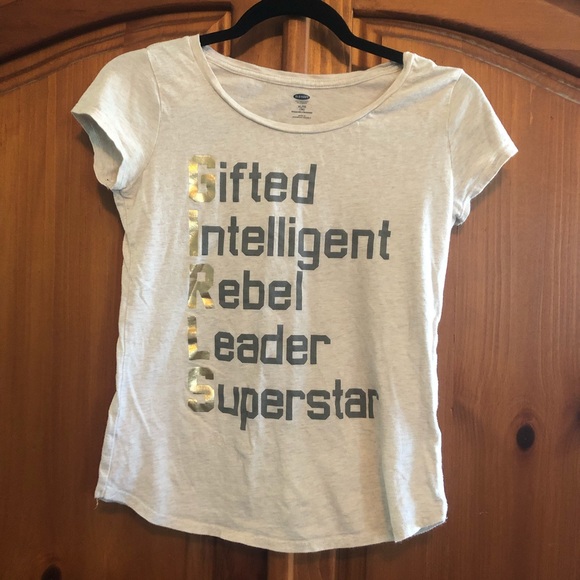 Gifted
Intelligent
Rebel
Leader
Superstar